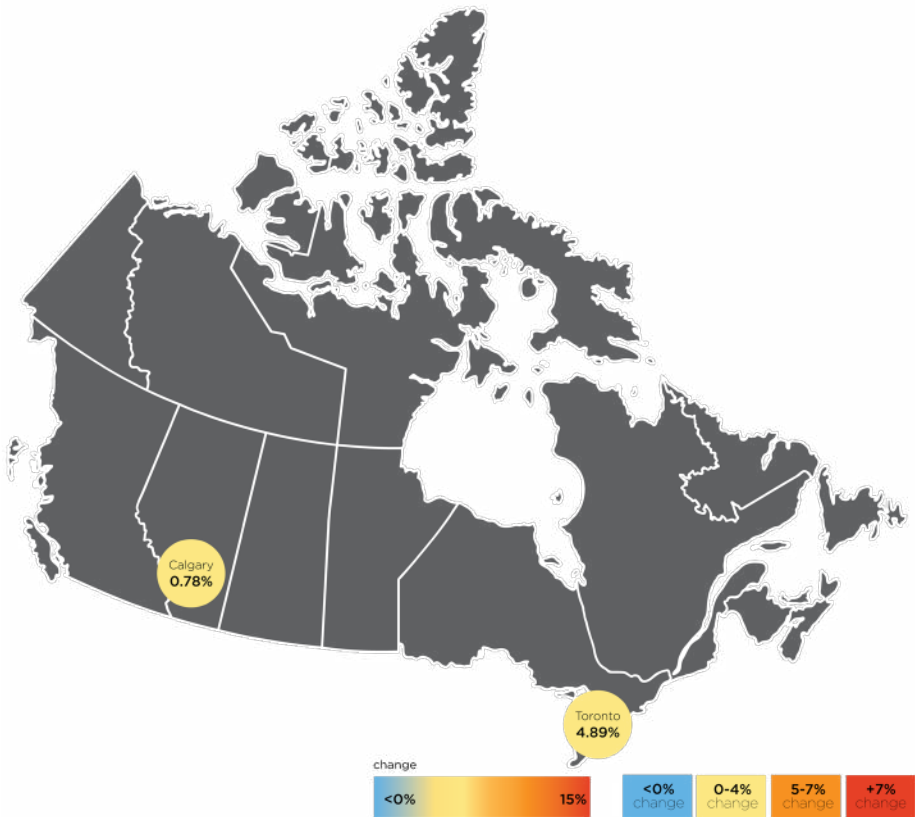 Calgary
0.78%
Toronto
4.89%
change
<0%
15%
<0%
change
0-4%
change
5-7%
change
+7%
change